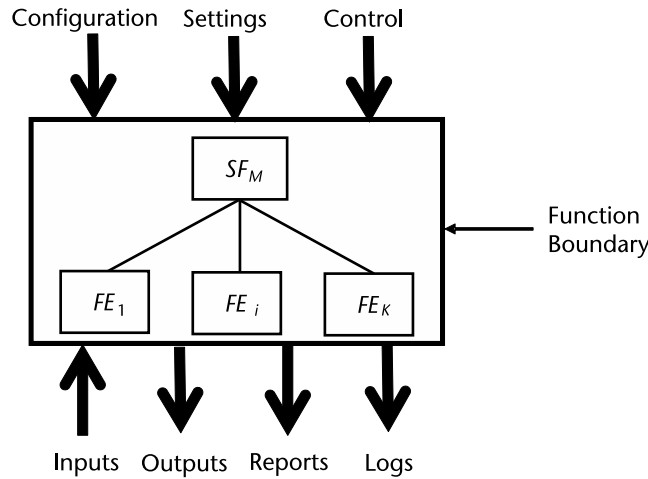 Configuration Settings Control
SF_M
Function
Boundary
FE_1 FE_i FE_K
Inputs Outputs Reports Logs